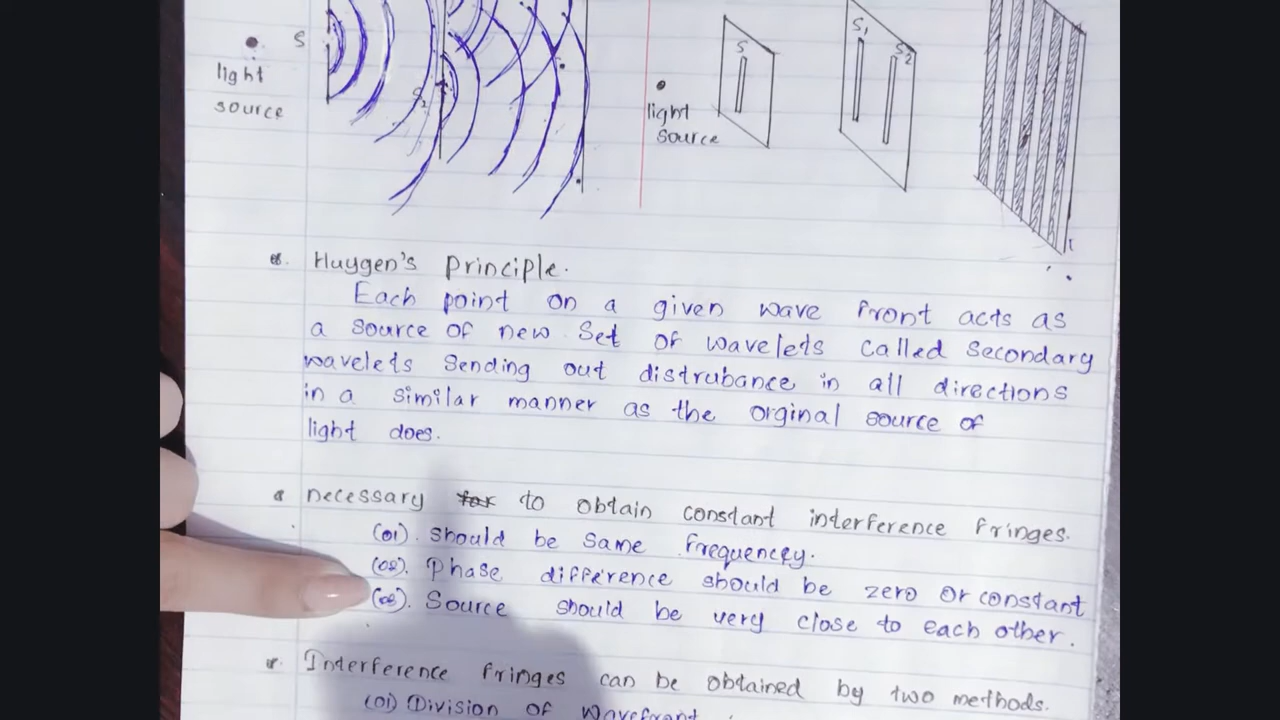 S
light
source
S2
light
source
S
S1
S2
Huygen's principle.
Each point on a given wave front acts as
a source of new set of wavelets called secondary
wavelets sending out distrubance in all directions
in a similar manner as the orginal source of
light does.
necessary for to obtain constant interference fringes.
(01). should be same frequencey.
(02). Phase difference should be zero or constant
Source should be very close to each other.
Interference fringes can be obtained by two methods.
(01) Division of wavefront